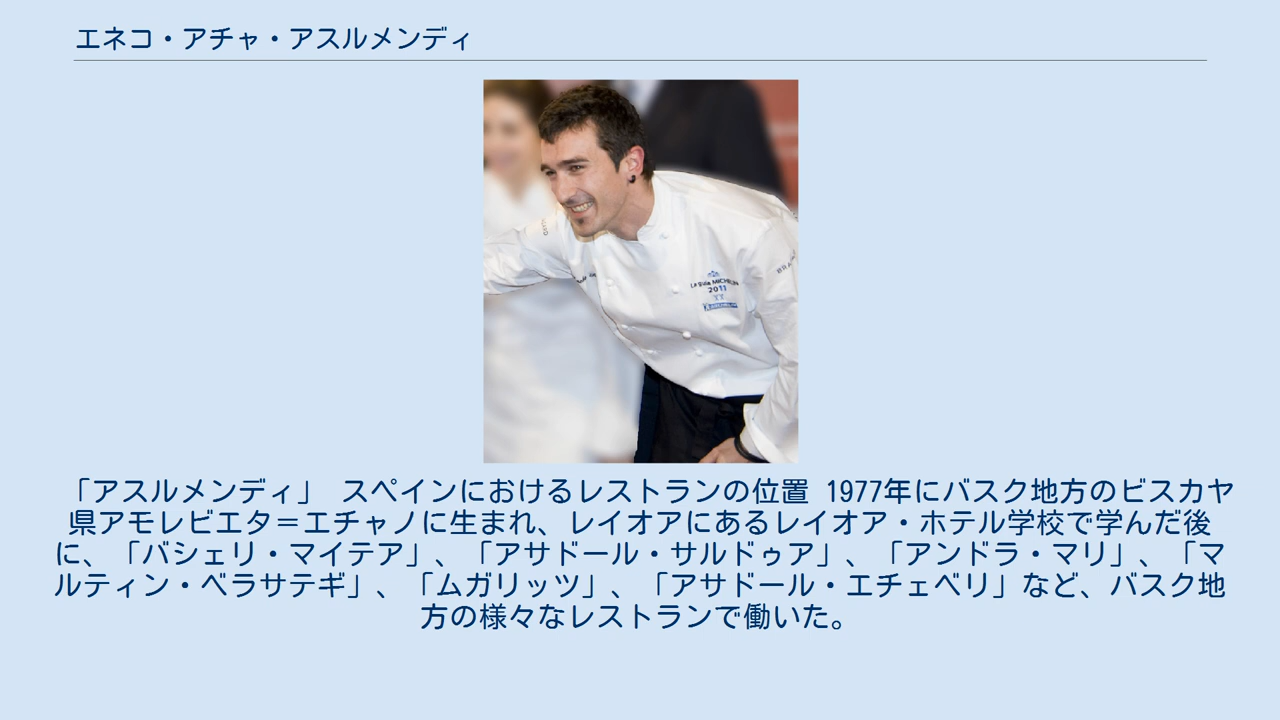 エネコ・アチャ・アスルメンディ
La guía MICHELIN
2011
「アスルメンディ」 スペインにおけるレストランの位置 1977年にバスク地方のビスカヤ
県アモレビエタ＝エチャノに生まれ、レイオアにあるレイオア・ホテル学校で学んだ後
に、「バシェリ・マイテア」、「アサドール・サルドゥア」、「アンドラ・マリ」、「マ
ルティン・ベラサテギ」、「ムガリッツ」、「アサドール・エチェベリ」など、バスク地
方の様々なレストランで働いた。